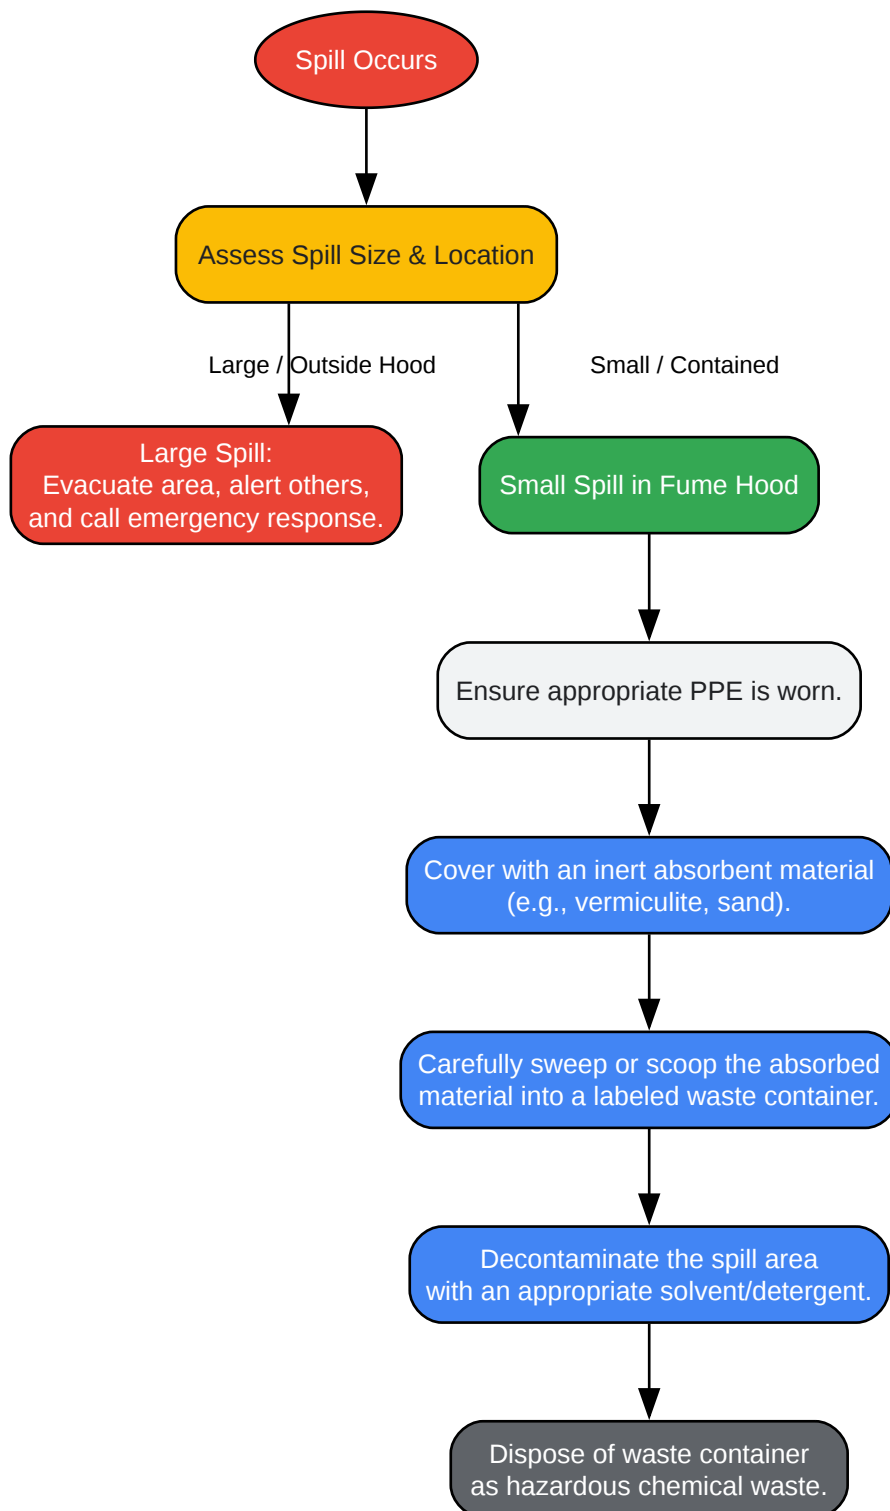 Spill Occurs
Assess Spill Size & Location
Large / Outside Hood
Small / Contained
Large Spill:
Evacuate area, alert others,
and call emergency response.
Small Spill in Fume Hood
Ensure appropriate PPE is worn.
Cover with an inert absorbent material
(e.g., vermiculite, sand).
Carefully sweep or scoop the absorbed
material into a labeled waste container.
Decontaminate the spill area
with an appropriate solvent/detergent.
Dispose of waste container
as hazardous chemical waste.